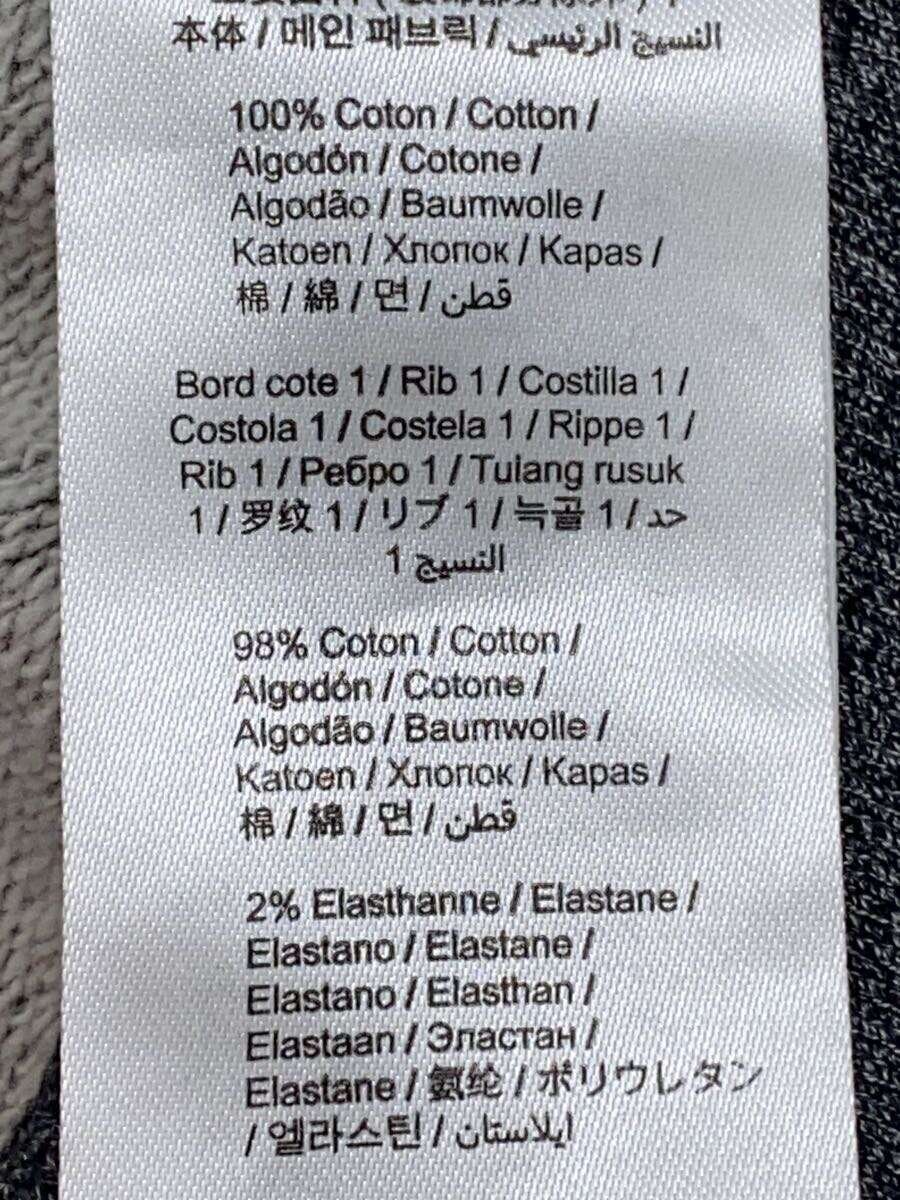 本体 / 메인 패브릭 / النسيج الرئيسي
100% Coton / Cotton /
Algodón / Cotone /
Algodão / Baumwolle /
Katoen / Хлопок / Kapas /
棉 / 綿 / 면 / قطن
Bord cote 1 / Rib 1 / Costilla 1 /
Costola 1 / Costela 1 / Rippe 1 /
Rib 1 / Ребро 1 / Tulang rusuk
1 / 罗纹 1 / リブ 1 / 늑골 1 / حد
النسيج 1
98% Coton / Cotton /
Algodón / Cotone /
Algodão / Baumwolle /
Katoen / Хлопок / Kapas /
棉 / 綿 / 면 / قطن
2% Elasthanne / Elastane /
Elastano / Elastane /
Elastano / Elasthan /
Elastaan / Эластан /
Elastane / 氨纶 / ポリウレタン
/ 엘라스틴 / ايلاستان